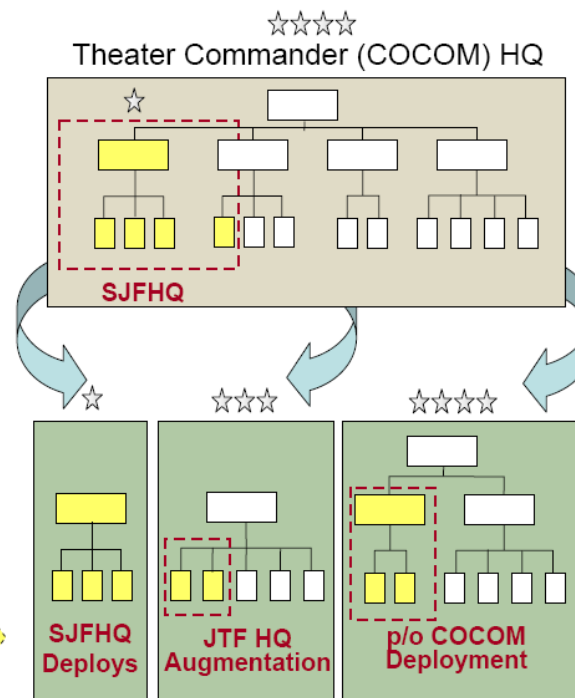 Theater Commander (COCOM) HQ
SJFHQ
SJFHQ
Deploys
JTF HQ
Augmentation
p/o COCOM
Deployment